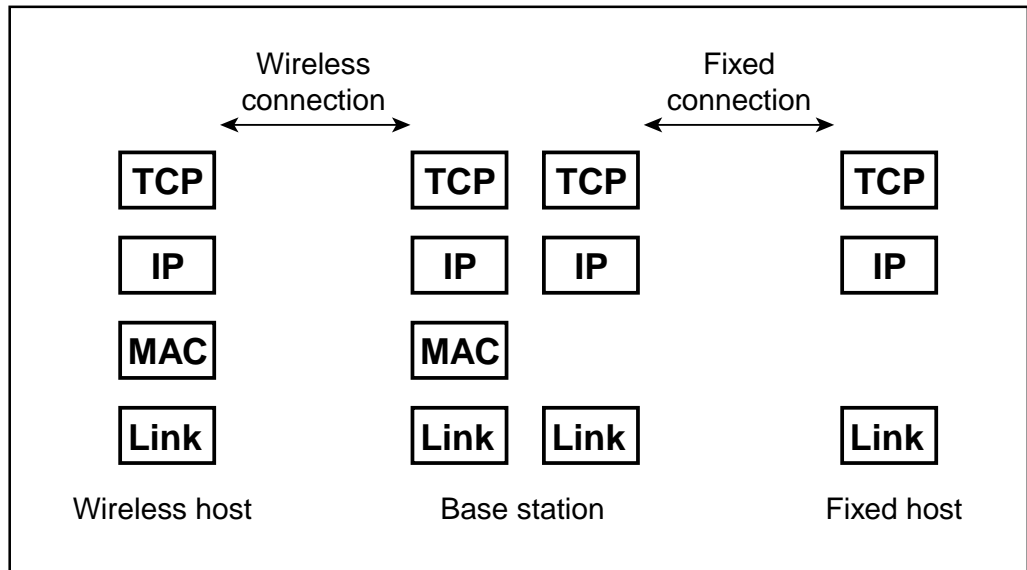 Wireless
connection
Fixed
connection
TCP TCP TCP TCP
IP IP IP IP
MAC MAC
Link Link Link Link
Wireless host Base station Fixed host